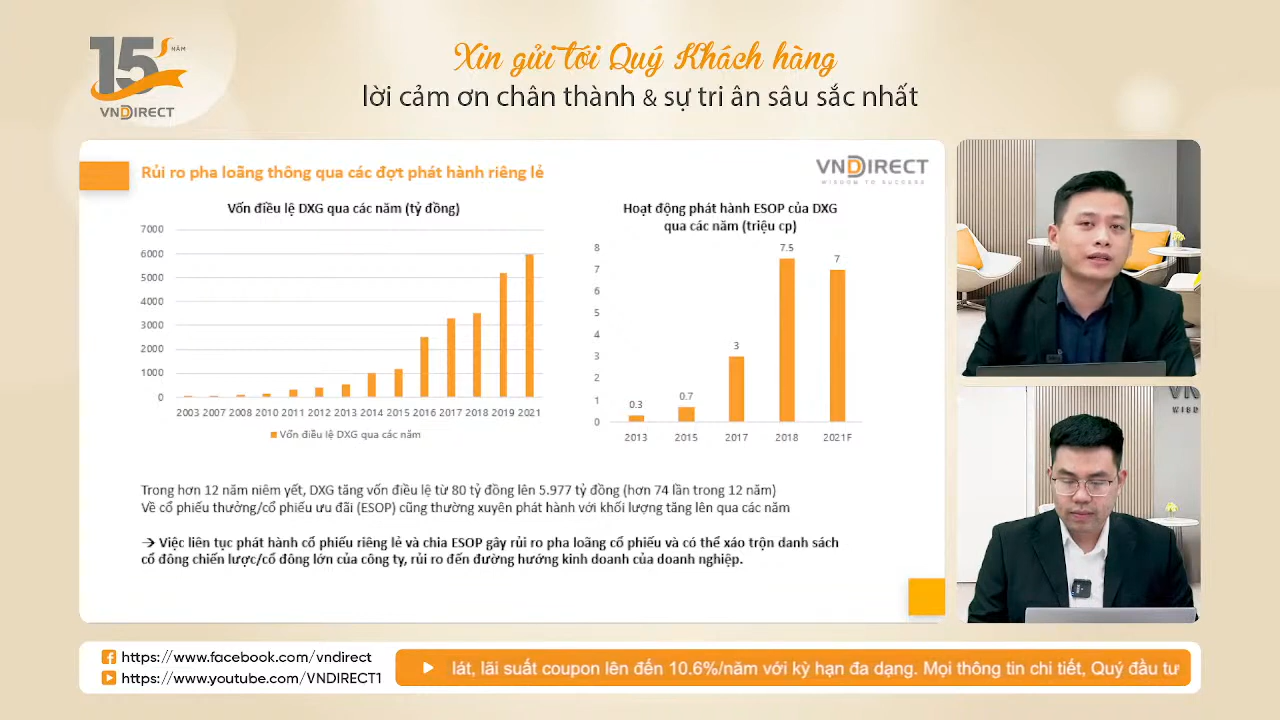 15 NĂM
VNDIRECT
Xin gửi tới Quý Khách hàng
lời cảm ơn chân thành & sự tri ân sâu sắc nhất
Rủi ro pha loãng thông qua các đợt phát hành riêng lẻ
VNDIRECT
WISDOM TO SUCCESS
Vốn điều lệ DXG qua các năm (tỷ đồng)
7000
6000
5000
4000
3000
2000
1000
0
2003 2007 2008 2010 2011 2012 2013 2014 2015 2016 2017 2018 2019 2021
Vốn điều lệ DXG qua các năm
Hoạt động phát hành ESOP của DXG
qua các năm (triệu cp)
8
7
6
5
4
3
2
1
0
0.3
0.7
3
7.5
7
2013 2015 2017 2018 2021F
Trong hơn 12 năm niêm yết, DXG tăng vốn điều lệ từ 80 tỷ đồng lên 5.977 tỷ đồng (hơn 74 lần trong 12 năm)
Về cổ phiếu thưởng/cổ phiếu ưu đãi (ESOP) cũng thường xuyên phát hành với khối lượng tăng lên qua các năm
→ Việc liên tục phát hành cổ phiếu riêng lẻ và chia ESOP gây rủi ro pha loãng cổ phiếu và có thể xáo trộn danh sách
cổ đông chiến lược/cổ đông lớn của công ty, rủi ro đến đường hướng kinh doanh của doanh nghiệp.
VN
WISD
https://www.facebook.com/vndirect
https://www.youtube.com/VNDIRECT1
lát, lãi suất coupon lên đến 10.6%/năm với kỳ hạn đa dạng. Mọi thông tin chi tiết, Quý đầu tư